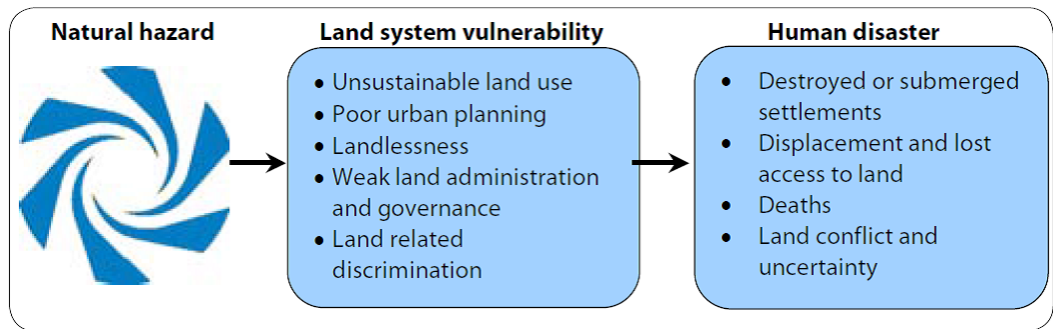 Natural hazard
Land system vulnerability
• Unsustainable land use
• Poor urban planning
• Landlessness
• Weak land administration
and governance
• Land related
discrimination
Human disaster
• Destroyed or submerged
settlements
• Displacement and lost
access to land
• Deaths
• Land conflict and
uncertainty